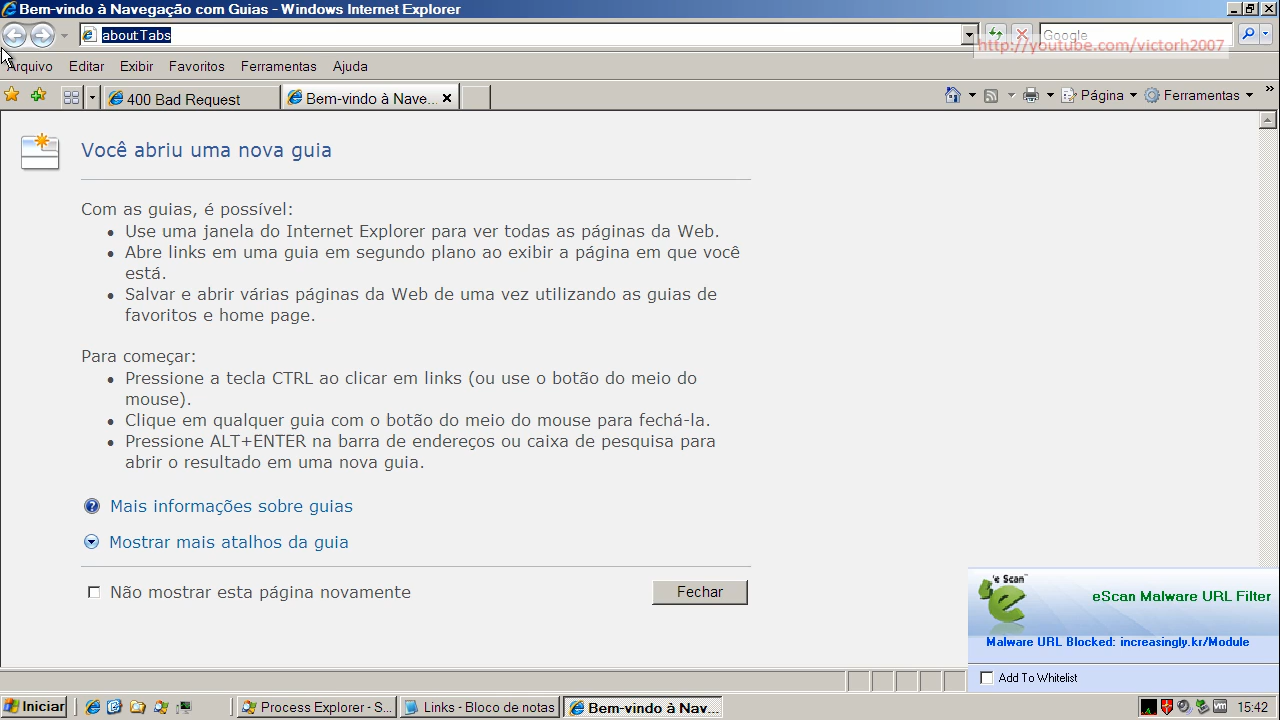 Bem-vindo à Navegação com Guias - Windows Internet Explorer
about:Tabs
Google
http://youtube.com/victorh2007
Arquivo Editar Exibir Favoritos Ferramentas Ajuda
400 Bad Request
Bem-vindo à Nave...
Página
Ferramentas
Você abriu uma nova guia
Com as guias, é possível:
Use uma janela do Internet Explorer para ver todas as páginas da Web.
Abre links em uma guia em segundo plano ao exibir a página em que você
está.
Salvar e abrir várias páginas da Web de uma vez utilizando as guias de
favoritos e home page.
Para começar:
Pressione a tecla CTRL ao clicar em links (ou use o botão do meio do
mouse).
Clique em qualquer guia com o botão do meio do mouse para fechá-la.
Pressione ALT+ENTER na barra de endereços ou caixa de pesquisa para
abrir o resultado em uma nova guia.
Mais informações sobre guias
Mostrar mais atalhos da guia
Não mostrar esta página novamente
Fechar
e Scan™
eScan Malware URL Filter
Malware URL Blocked: increasingly.kr/Module
Add To Whitelist
Iniciar
Process Explorer - S...
Links - Bloco de notas
Bem-vindo à Nav...
15:42